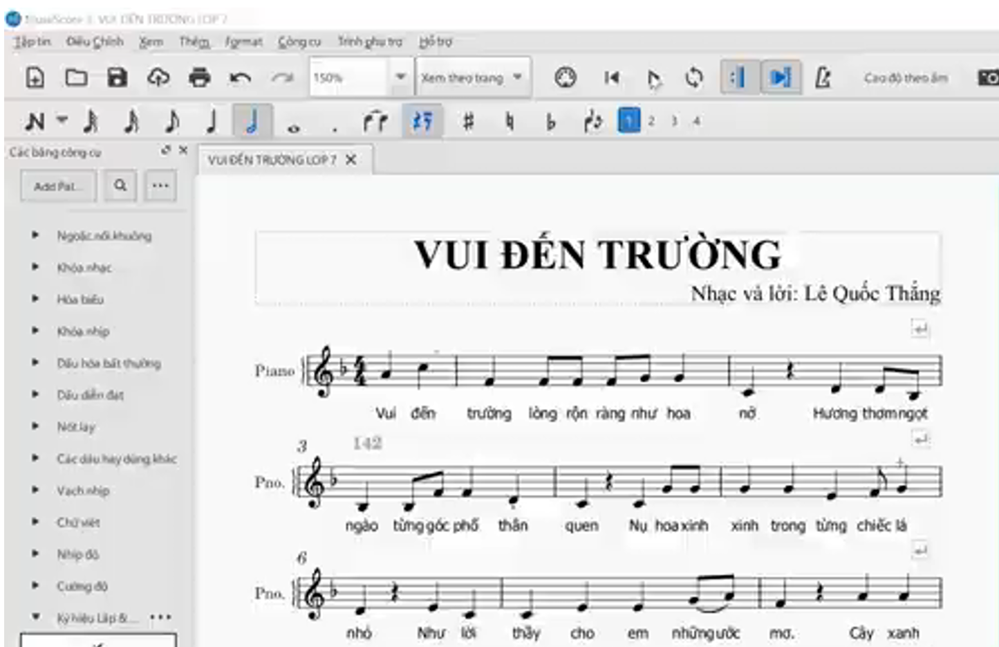 MuseScore 3: VUI ĐẾN TRƯỜNG LOP 7
Tập tin Điều Chỉnh Xem Thêm Format Công cụ Trình phụ trợ Hỗ trợ
150% Xem theo trang Cao độ theo âm
1 2 3 4
Các bảng công cụ
VUI ĐẾN TRƯỜNG LOP 7
Add Pal...
Ngoặc nối khuông
Khóa nhạc
Hóa biểu
Khóa nhịp
Dấu hóa bất thường
Dấu diễn đạt
Nốt láy
Các dấu hay dùng khác
Vạch nhịp
Chữ viết
Nhịp độ
Cường độ
Ký hiệu Lặp &...
VUI ĐẾN TRƯỜNG
Nhạc và lời: Lê Quốc Thắng
Piano
Vui đến trường lòng rộn ràng như hoa nở Hương thơm ngọt
3 142
Pno.
ngào từng góc phố thân quen Nụ hoa xinh xinh trong từng chiếc lá
6
Pno.
nhỏ Như lời thầy cho em những ước mơ. Cây xanh